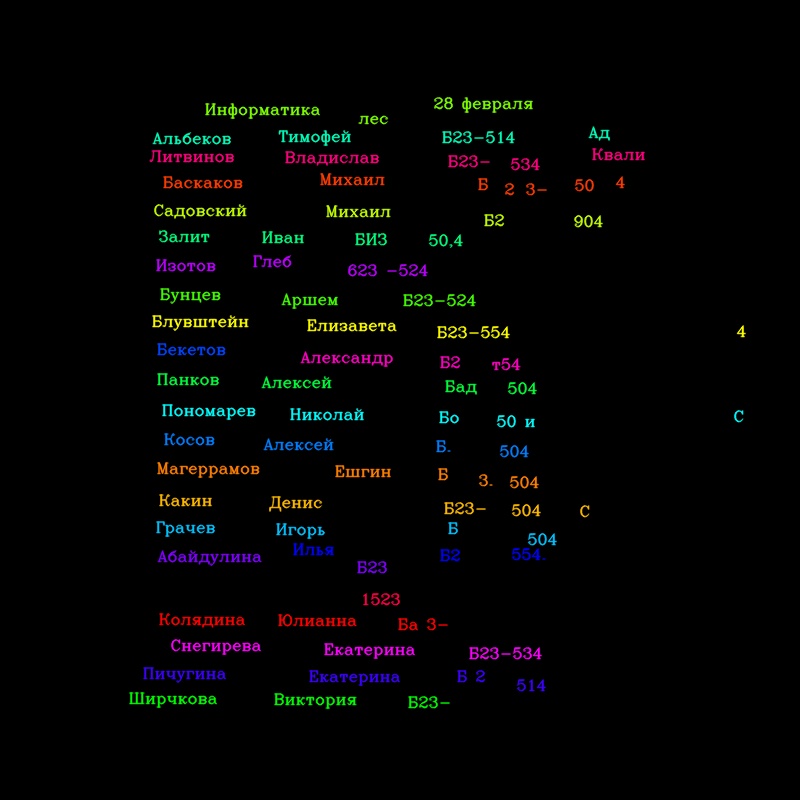 Информатика лес 28 февраля
Альбеков Тимофей Б23-514 Ад
Литвинов Владислав Б23- 534 Квали
Баскаков Михаил Б 2 3- 50 4
Садовский Михаил Б2 904
Залит Иван БИЗ 50,4
Изотов Глеб 623 -524
Бунцев Аршем Б23-524
Блувштейн Елизавета Б23-554 4
Бекетов Александр Б2 т54
Панков Алексей Бад 504
Пономарев Николай Бо 50 и С
Косов Алексей Б. 504
Магеррамов Ешгин Б 3. 504
Какин Денис Б23- 504 С
Грачев Игорь Б 504
Абайдулина Илья Б2 554.
Б23
1523
Колядина Юлианна Ба 3-
Снегирева Екатерина Б23-534
Пичугина Екатерина Б 2 514
Ширчкова Виктория Б23-